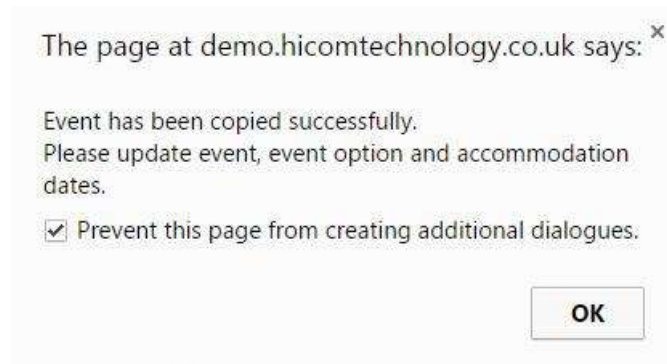 The page at demo.hicomtechnology.co.uk says:
×
Event has been copied successfully.
Please update event, event option and accommodation
dates.
Prevent this page from creating additional dialogues.
OK